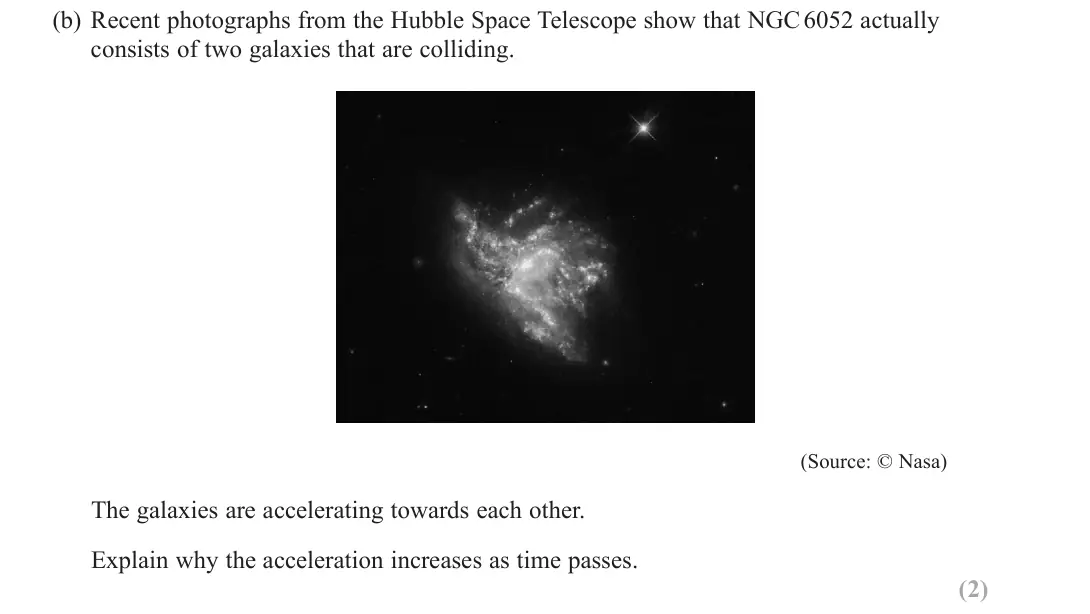 (b) Recent photographs from the Hubble Space Telescope show that NGC 6052 actually
consists of two galaxies that are colliding.
(Source: © Nasa)
The galaxies are accelerating towards each other.
Explain why the acceleration increases as time passes.
(2)